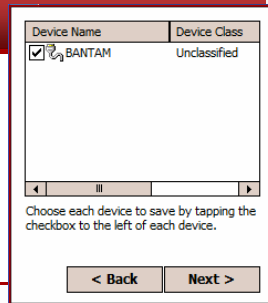 Device Name Device Class
BANTAM Unclassified
Choose each device to save by tapping the
checkbox to the left of each device.
< Back Next >